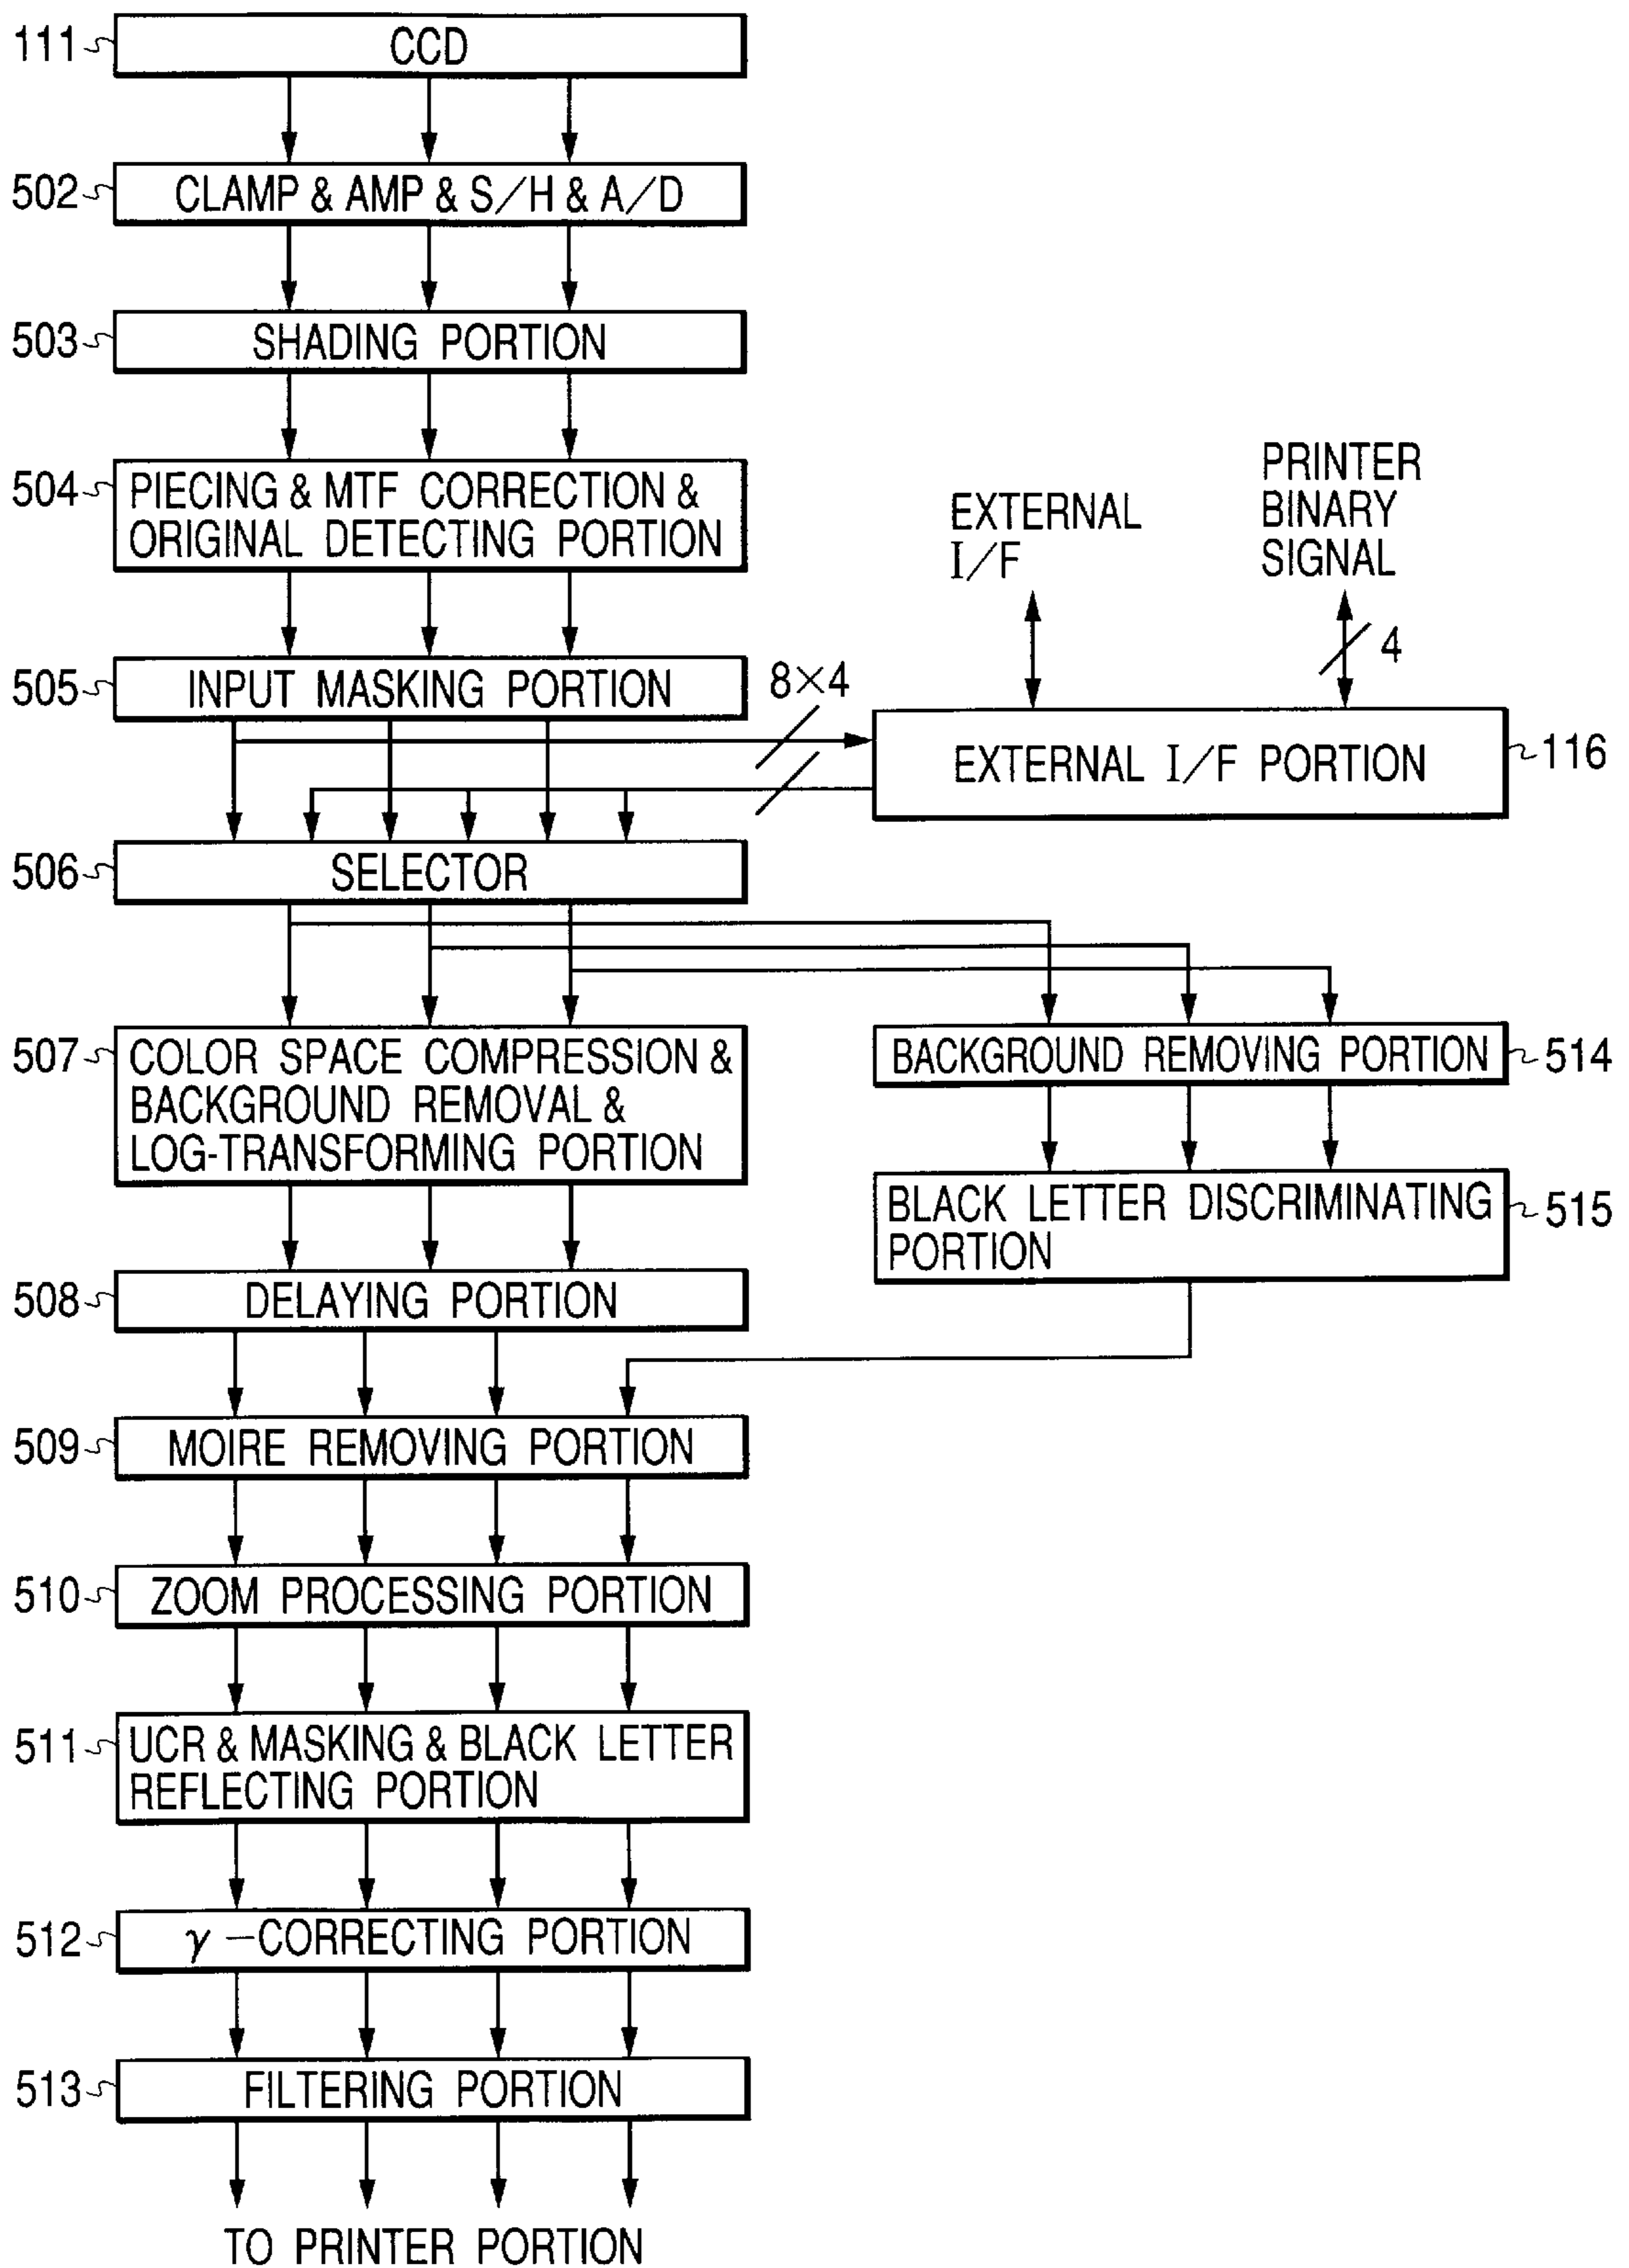 111
CCD
502
CLAMP & AMP & S/H & A/D
503
SHADING PORTION
504
PIECING & MTF CORRECTION &
ORIGINAL DETECTING PORTION
EXTERNAL
I/F
PRINTER
BINARY
SIGNAL
4
505
INPUT MASKING PORTION
8×4
EXTERNAL I/F PORTION
116
506
SELECTOR
507
COLOR SPACE COMPRESSION &
BACKGROUND REMOVAL &
LOG-TRANSFORMING PORTION
BACKGROUND REMOVING PORTION
514
BLACK LETTER DISCRIMINATING
PORTION
515
508
DELAYING PORTION
509
MOIRE REMOVING PORTION
510
ZOOM PROCESSING PORTION
511
UCR & MASKING & BLACK LETTER
REFLECTING PORTION
512
γ-CORRECTING PORTION
513
FILTERING PORTION
TO PRINTER PORTION